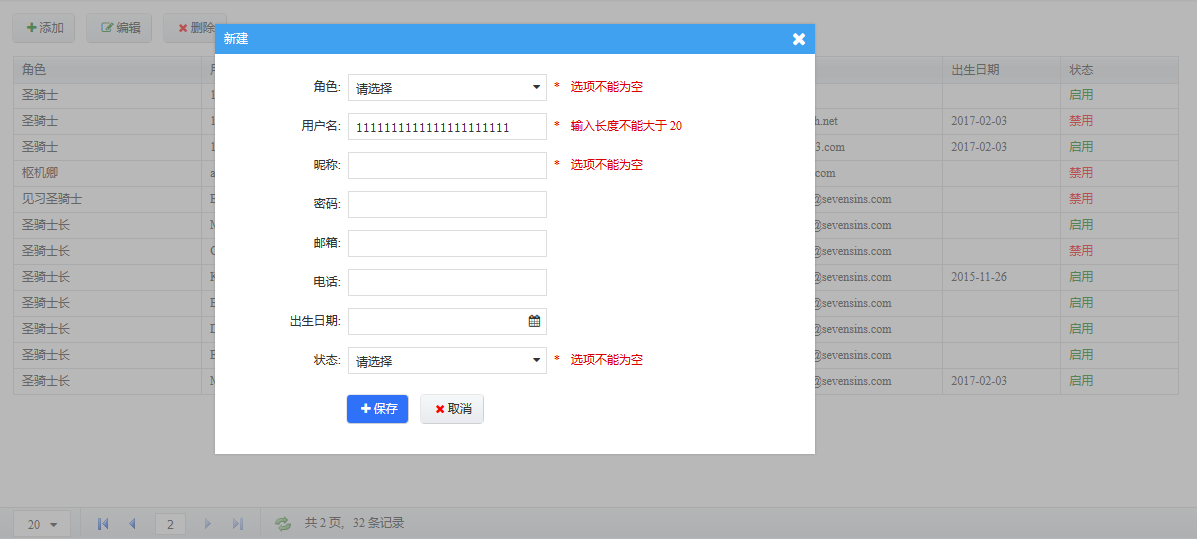 添加 编辑 删除
新建
角色 出生日期 状态
圣骑士 启用
圣骑士 h.net 2017-02-03 禁用
圣骑士 3.com 2017-02-03 启用
枢机卿 com 禁用
见习圣骑士 @sevensins.com 启用
圣骑士长 @sevensins.com 启用
圣骑士长 @sevensins.com 禁用
圣骑士长 @sevensins.com 2015-11-26 启用
圣骑士长 @sevensins.com 启用
圣骑士长 @sevensins.com 启用
圣骑士长 @sevensins.com 启用
圣骑士长 @sevensins.com 2017-02-03 启用
角色: 请选择 * 选项不能为空
用户名: 1111111111111111111111 * 输入长度不能大于 20
昵称: * 选项不能为空
密码:
邮箱:
电话:
出生日期:
状态: 请选择 * 选项不能为空
保存 取消
20 2 共 2 页, 32 条记录